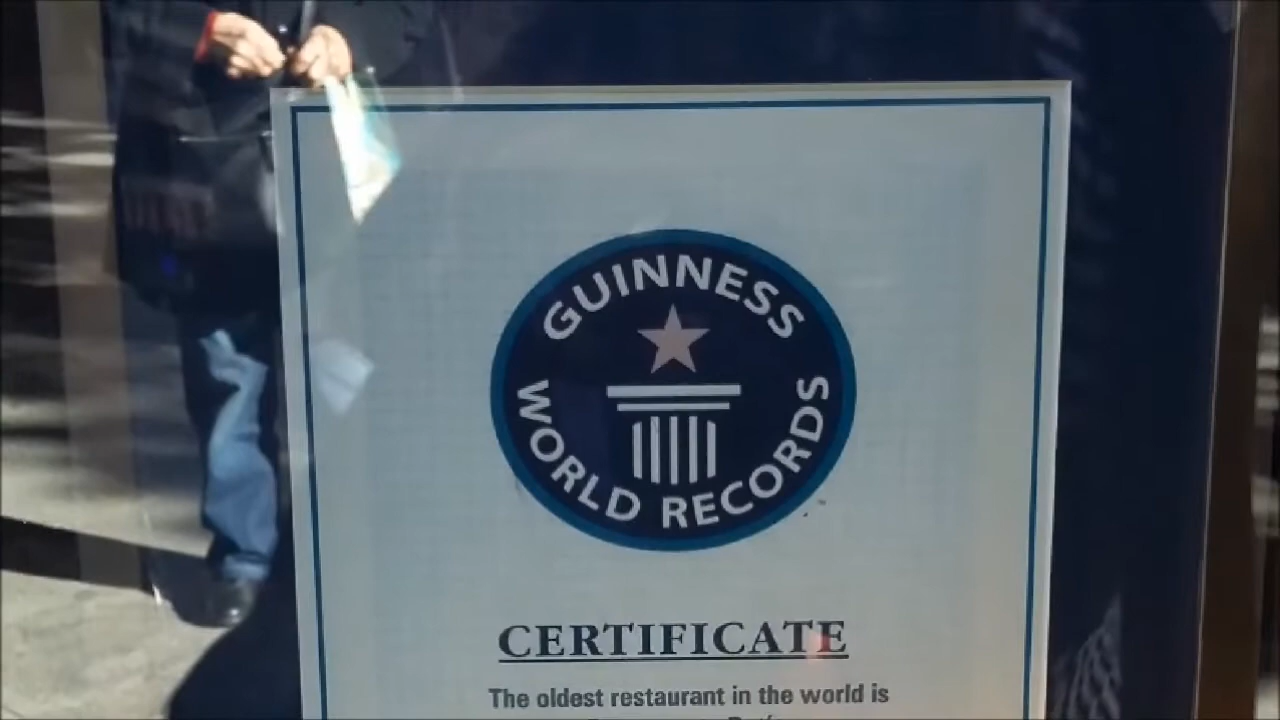 GUINNESS
WORLD RECORDS
CERTIFICATE
The oldest restaurant in the world is